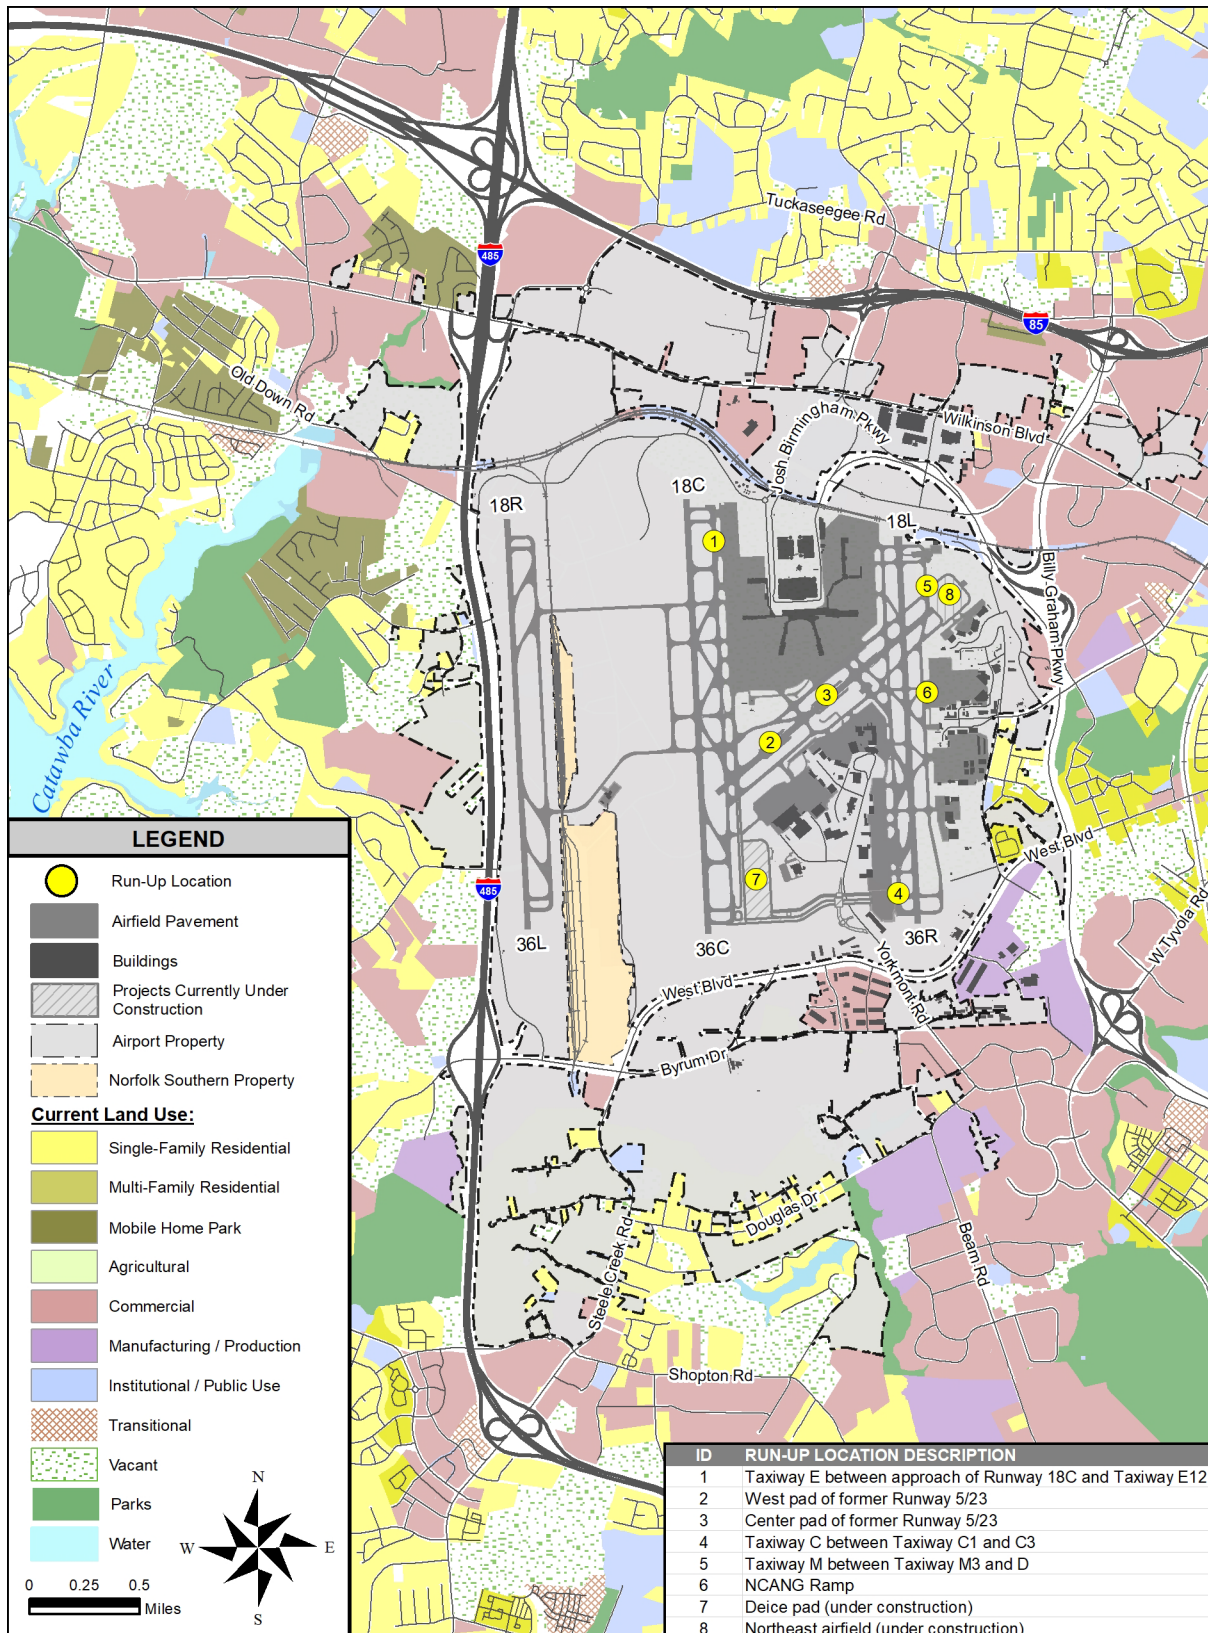 Tuckaseegee Rd
485
85
Old Down Rd
Josh Birmingham Pkwy
Wilkinson Blvd
18R
18C
18L
1
5
8
Billy Graham Pkwy
6
3
2
Catawba River
West Blvd
485
7
4
W Tyvola Rd
36L
36C
36R
West Blvd
Yorkmont Rd
Byrum Dr
Douglas Dr
Steele Creek Rd
Beam Rd
Shopton Rd
LEGEND
Run-Up Location
Airfield Pavement
Buildings
Projects Currently Under
Construction
Airport Property
Norfolk Southern Property
Current Land Use:
Single-Family Residential
Multi-Family Residential
Mobile Home Park
Agricultural
Commercial
Manufacturing / Production
Institutional / Public Use
Transitional
Vacant
Parks
Water
N
W E
S
0 0.25 0.5
Miles
ID RUN-UP LOCATION DESCRIPTION
1 Taxiway E between approach of Runway 18C and Taxiway E12
2 West pad of former Runway 5/23
3 Center pad of former Runway 5/23
4 Taxiway C between Taxiway C1 and C3
5 Taxiway M between Taxiway M3 and D
6 NCANG Ramp
7 Deice pad (under construction)
8 Northeast airfield (under construction)